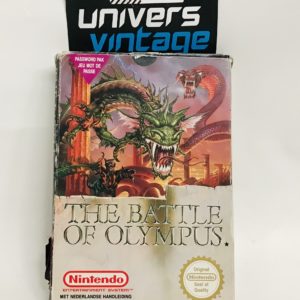 univers
vintage
PASSWORD PAK
JEU MOT DE
PASSE
THE BATTLE
OF OLYMPUS
Nintendo
ENTERTAINMENT SYSTEM
MET NEDERLANDSE HANDLEIDING
Original
Nintendo
Seal of
Quality